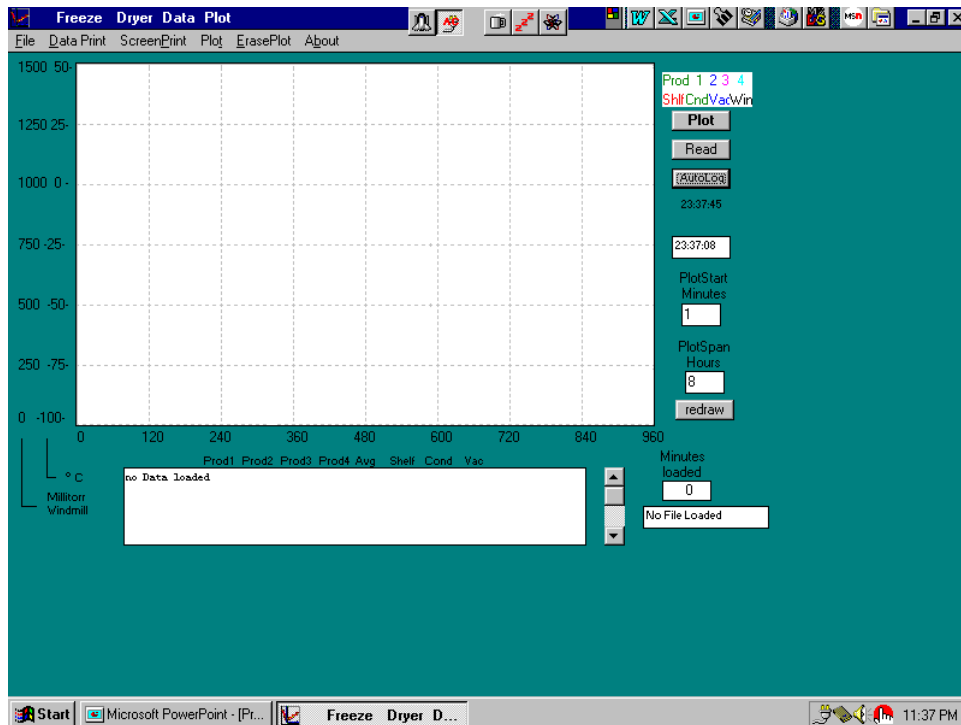 Freeze Dryer Data Plot
File Data Print ScreenPrint Plot ErasePlot About
1500 50-
1250 25-
1000 0 -
750 -25-
500 -50-
250 -75-
0 -100-
0 120 240 360 480 600 720 840 960
° C
Millitorr
Windmill
Prod 1 2 3 4
ShlfCndVacWin
Plot
Read
AutoLog
23:37:45
23:37:08
PlotStart
Minutes
1
PlotSpan
Hours
8
redraw
Prod1 Prod2 Prod3 Prod4 Avg Shelf Cond Vac
no Data loaded
Minutes
loaded
0
No File Loaded
Start Microsoft PowerPoint - [Pr... Freeze Dryer D... 11:37 PM